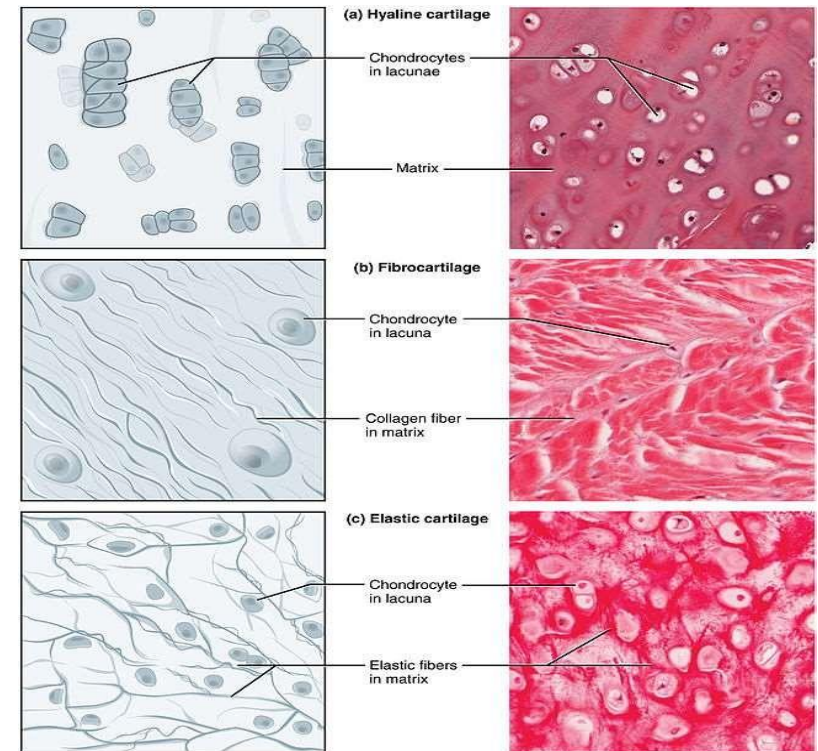 (a) Hyaline cartilage
Chondrocytes
in lacunae
Matrix
(b) Fibrocartilage
Chondrocyte
in lacuna
Collagen fiber
in matrix
(c) Elastic cartilage
Chondrocyte
in lacuna
Elastic fibers
in matrix